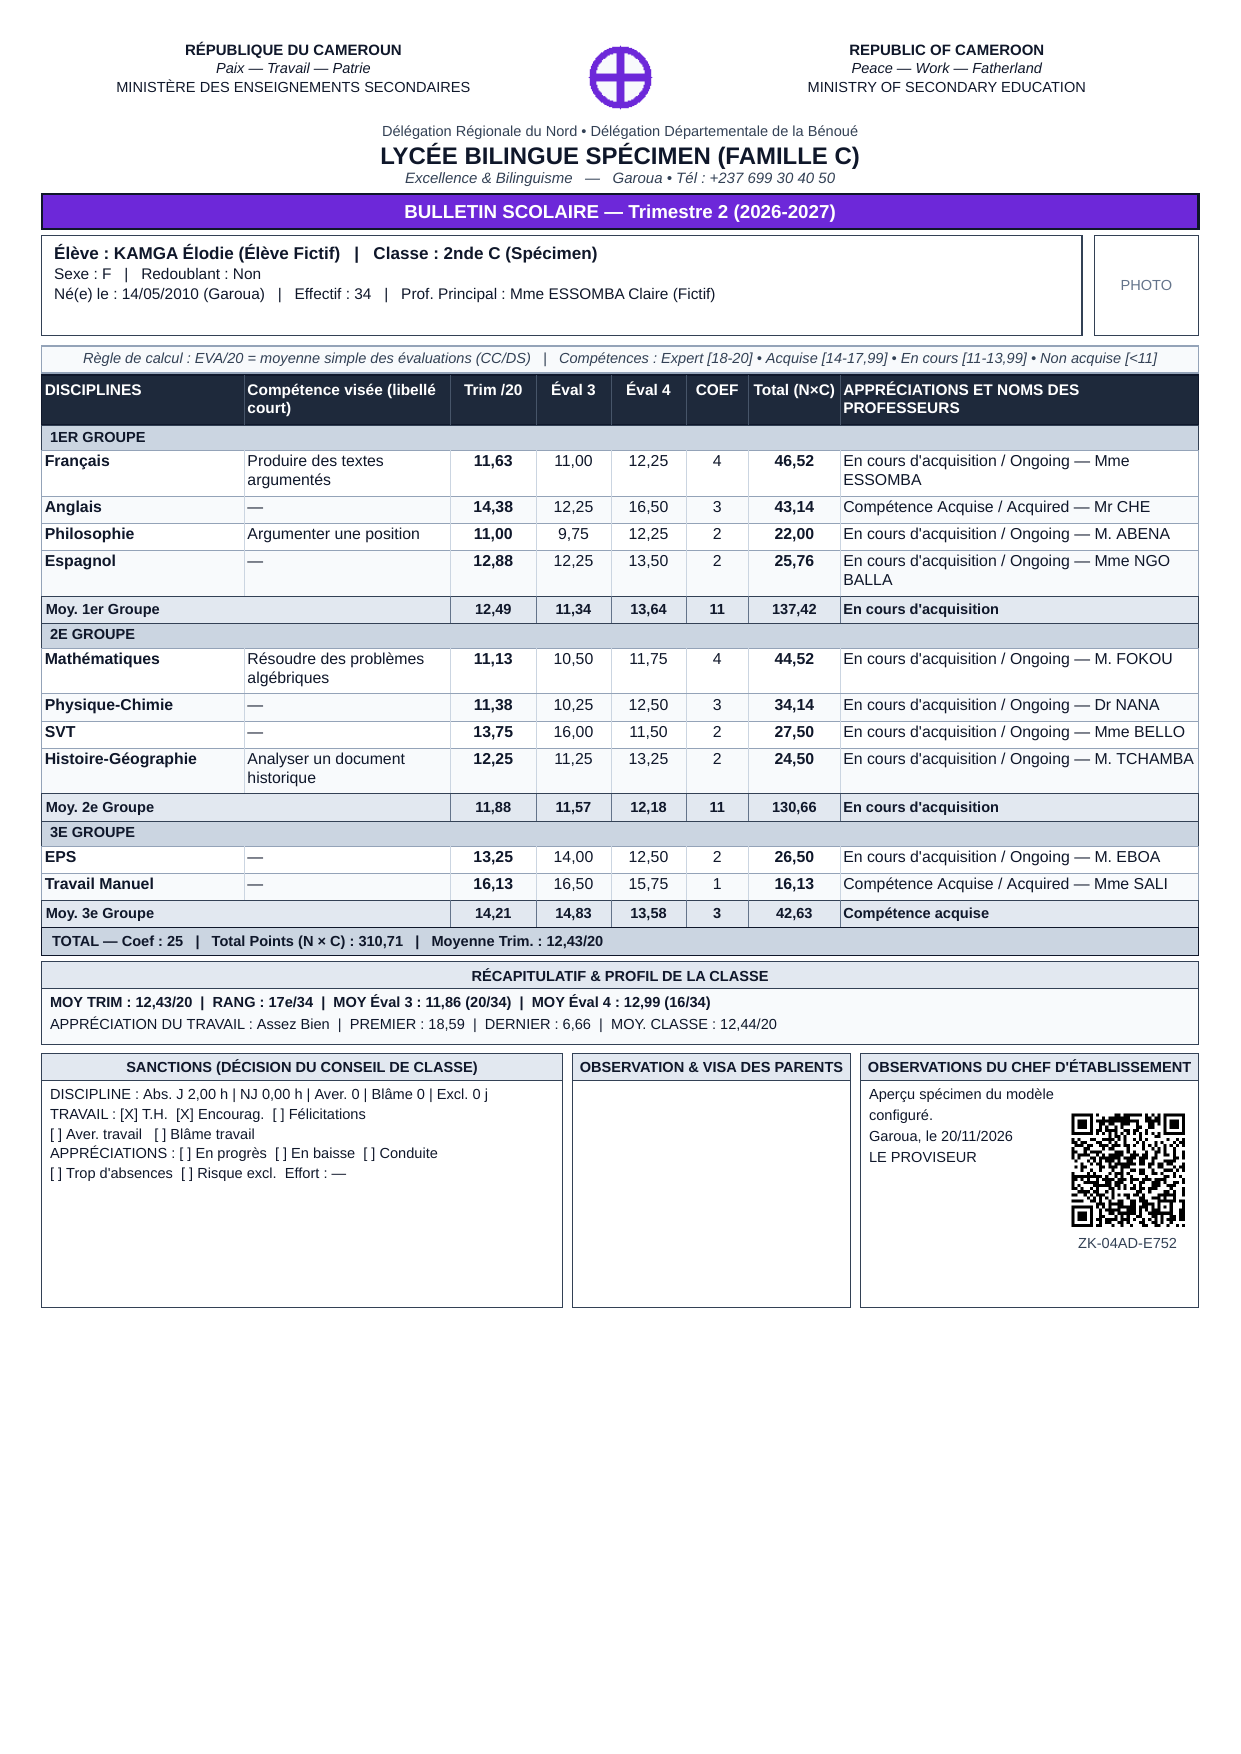 RÉPUBLIQUE DU CAMEROUN
Paix — Travail — Patrie
MINISTÈRE DES ENSEIGNEMENTS SECONDAIRES
REPUBLIC OF CAMEROON
Peace — Work — Fatherland
MINISTRY OF SECONDARY EDUCATION
Délégation Régionale du Nord • Délégation Départementale de la Bénoué
LYCÉE BILINGUE SPÉCIMEN (FAMILLE C)
Excellence & Bilinguisme — Garoua • Tél : +237 699 30 40 50
BULLETIN SCOLAIRE — Trimestre 2 (2026-2027)
Élève : KAMGA Élodie (Élève Fictif) | Classe : 2nde C (Spécimen)
Sexe : F | Redoublant : Non
Né(e) le : 14/05/2010 (Garoua) | Effectif : 34 | Prof. Principal : Mme ESSOMBA Claire (Fictif)
PHOTO
Règle de calcul : EVA/20 = moyenne simple des évaluations (CC/DS) | Compétences : Expert [18-20] • Acquise [14-17,99] • En cours [11-13,99] • Non acquise [<11]
DISCIPLINES Compétence visée (libellé court) Trim /20 Éval 3 Éval 4 COEF Total (N×C) APPRÉCIATIONS ET NOMS DES PROFESSEURS
1ER GROUPE
Français Produire des textes argumentés 11,63 11,00 12,25 4 46,52 En cours d'acquisition / Ongoing — Mme ESSOMBA
Anglais — 14,38 12,25 16,50 3 43,14 Compétence Acquise / Acquired — Mr CHE
Philosophie Argumenter une position 11,00 9,75 12,25 2 22,00 En cours d'acquisition / Ongoing — M. ABENA
Espagnol — 12,88 12,25 13,50 2 25,76 En cours d'acquisition / Ongoing — Mme NGO BALLA
Moy. 1er Groupe 12,49 11,34 13,64 11 137,42 En cours d'acquisition
2E GROUPE
Mathématiques Résoudre des problèmes algébriques 11,13 10,50 11,75 4 44,52 En cours d'acquisition / Ongoing — M. FOKOU
Physique-Chimie — 11,38 10,25 12,50 3 34,14 En cours d'acquisition / Ongoing — Dr NANA
SVT — 13,75 16,00 11,50 2 27,50 En cours d'acquisition / Ongoing — Mme BELLO
Histoire-Géographie Analyser un document historique 12,25 11,25 13,25 2 24,50 En cours d'acquisition / Ongoing — M. TCHAMBA
Moy. 2e Groupe 11,88 11,57 12,18 11 130,66 En cours d'acquisition
3E GROUPE
EPS — 13,25 14,00 12,50 2 26,50 En cours d'acquisition / Ongoing — M. EBOA
Travail Manuel — 16,13 16,50 15,75 1 16,13 Compétence Acquise / Acquired — Mme SALI
Moy. 3e Groupe 14,21 14,83 13,58 3 42,63 Compétence acquise
TOTAL — Coef : 25 | Total Points (N × C) : 310,71 | Moyenne Trim. : 12,43/20
RÉCAPITULATIF & PROFIL DE LA CLASSE
MOY TRIM : 12,43/20 | RANG : 17e/34 | MOY Éval 3 : 11,86 (20/34) | MOY Éval 4 : 12,99 (16/34)
APPRÉCIATION DU TRAVAIL : Assez Bien | PREMIER : 18,59 | DERNIER : 6,66 | MOY. CLASSE : 12,44/20
SANCTIONS (DÉCISION DU CONSEIL DE CLASSE)
DISCIPLINE : Abs. J 2,00 h | NJ 0,00 h | Aver. 0 | Blâme 0 | Excl. 0 j
TRAVAIL : [X] T.H. [X] Encourag. [ ] Félicitations
[ ] Aver. travail [ ] Blâme travail
APPRÉCIATIONS : [ ] En progrès [ ] En baisse [ ] Conduite
[ ] Trop d'absences [ ] Risque excl. Effort : —
OBSERVATION & VISA DES PARENTS
OBSERVATIONS DU CHEF D'ÉTABLISSEMENT
Aperçu spécimen du modèle
configuré.
Garoua, le 20/11/2026
LE PROVISEUR
ZK-04AD-E752